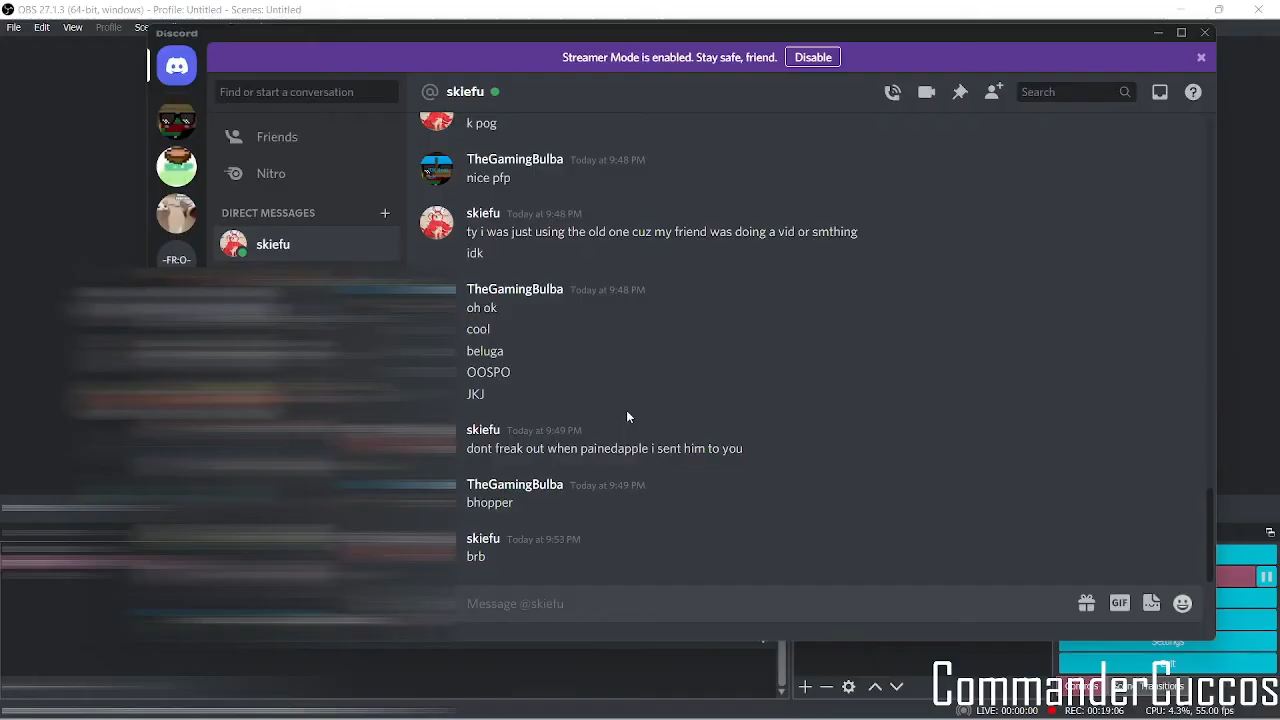 OBS 27.1.3 (64-bit, windows) - Profile: Untitled - Scenes: Untitled
File Edit View Profile
Discord
Streamer Mode is enabled. Stay safe, friend. Disable
Find or start a conversation
skiefu
Search
Friends
Nitro
DIRECT MESSAGES
skiefu
-FR:O-
k pog
TheGamingBulba Today at 9:48 PM
nice pfp
skiefu Today at 9:48 PM
ty i was just using the old one cuz my friend was doing a vid or smthing
idk
TheGamingBulba Today at 9:48 PM
oh ok
cool
beluga
OOSPO
JKJ
skiefu Today at 9:49 PM
dont freak out when painedapple i sent him to you
TheGamingBulba Today at 9:49 PM
bhopper
skiefu Today at 9:53 PM
brb
Message @skiefu
GIF
Settings
CommanderCuccos
Controls Transitions
LIVE: 00:00:00 REC: 00:19:06 CPU: 4.3%, 55.00 fps